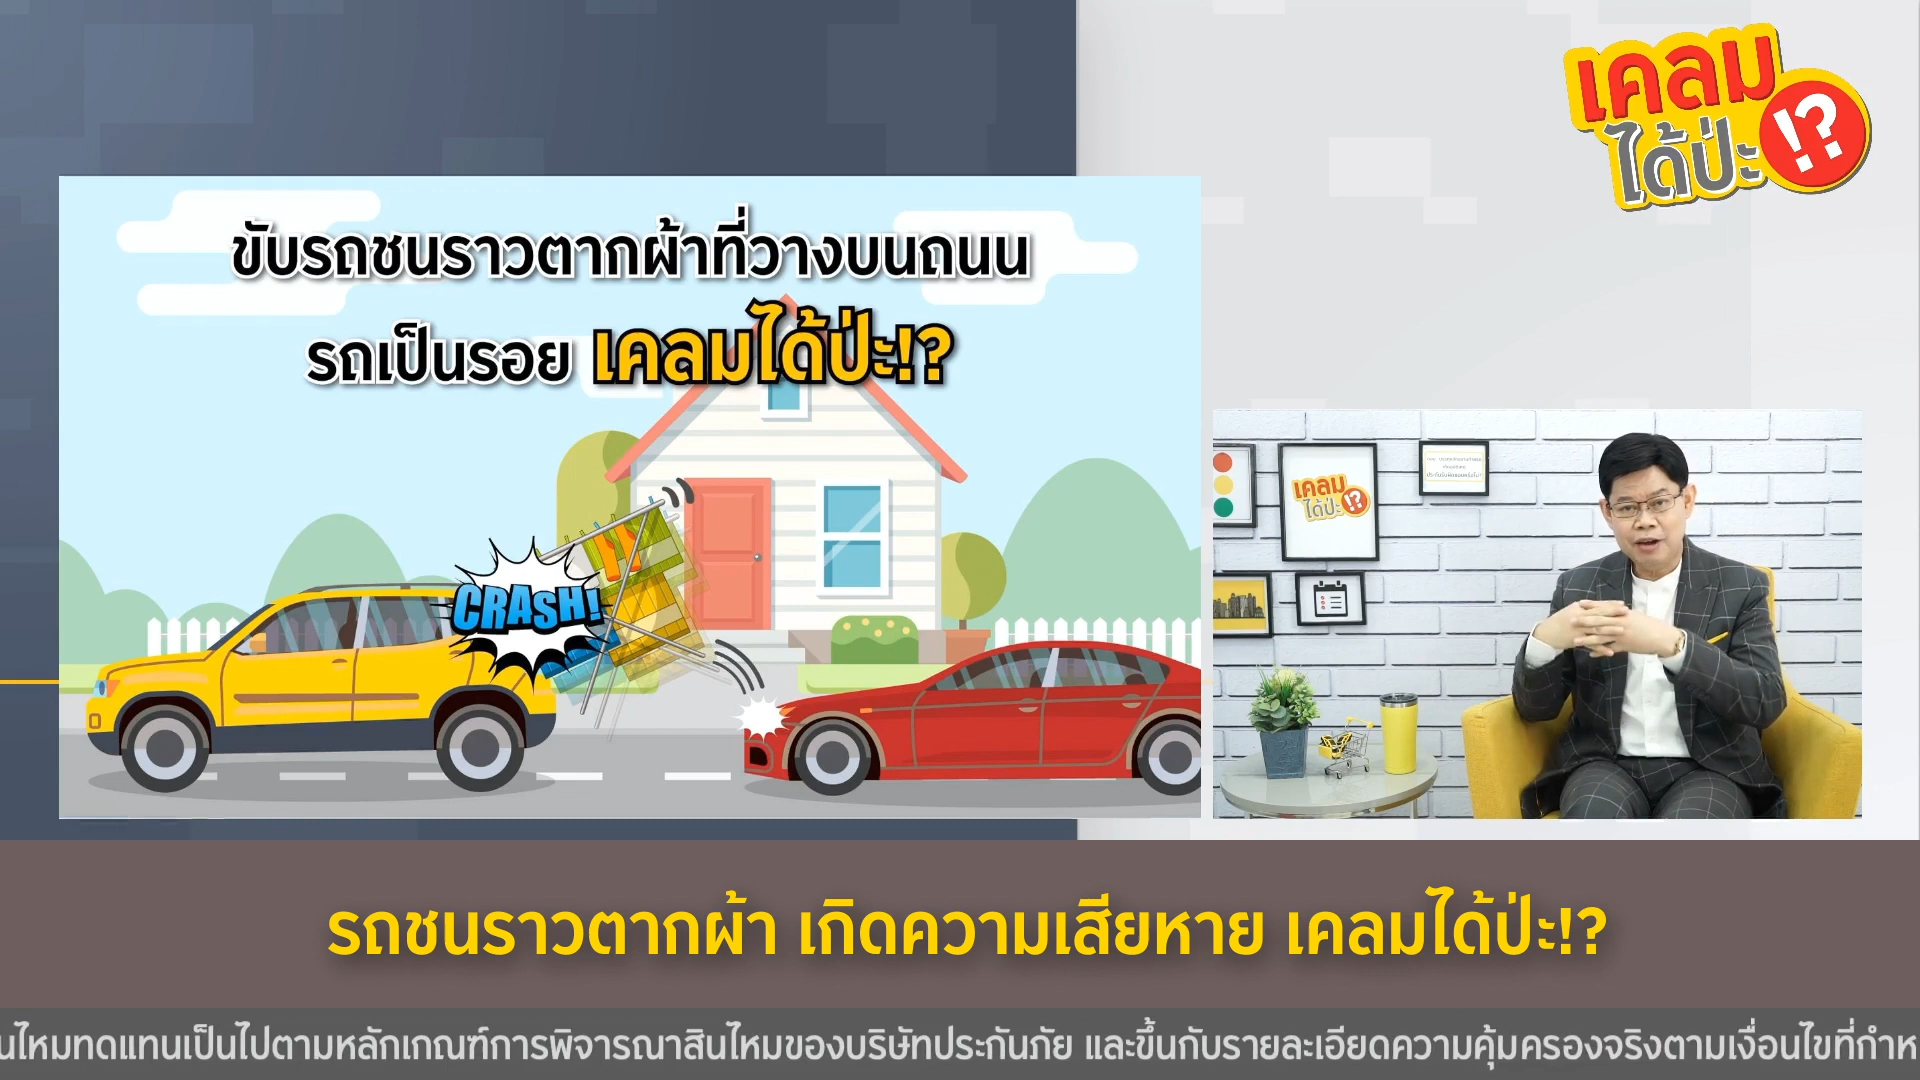 เคลม
ได้ป่ะ!?
ขับรถชนราวตากผ้าที่วางบนถนน
รถเป็นรอย เคลมได้ป่ะ!?
CRASH!
เคลม
ได้ป่ะ!?
รถชนราวตากผ้า เกิดความเสียหาย เคลมได้ป่ะ!?
นไหมทดแทนเป็นไปตามหลักเกณฑ์การพิจารณาสินไหมของบริษัทประกันภัย และขึ้นกับรายละเอียดความคุ้มครองจริงตามเงื่อนไขที่กำห